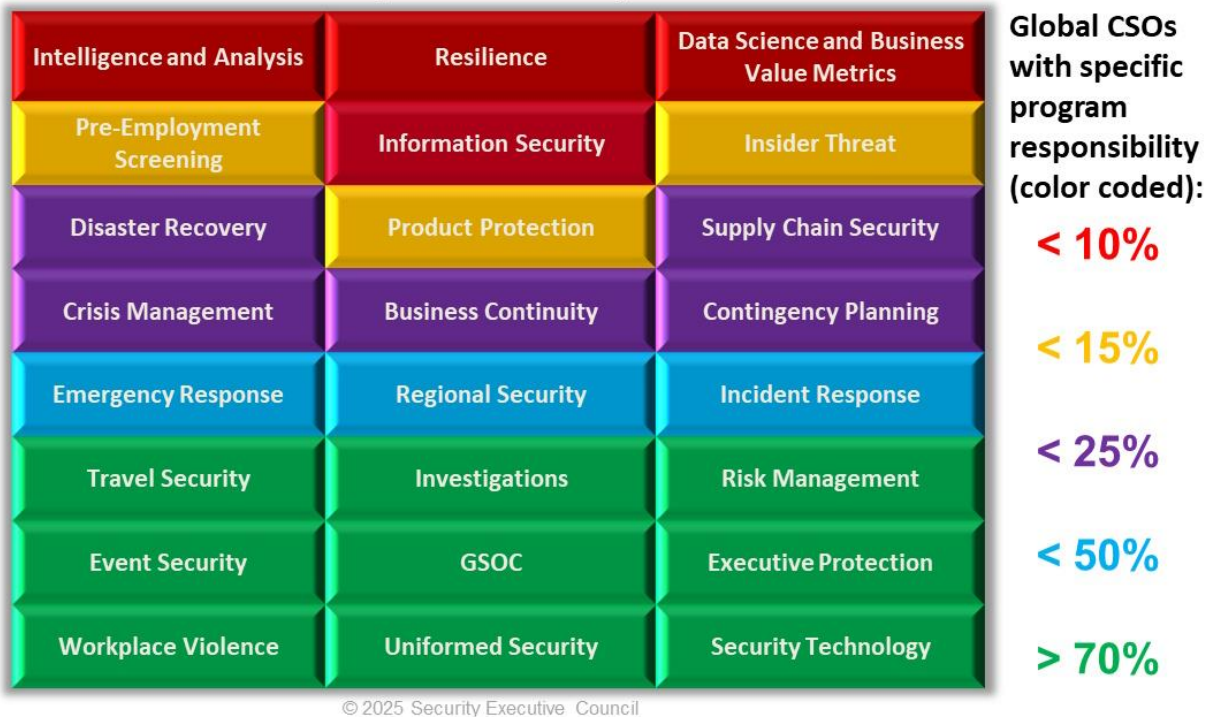 Intelligence and Analysis
Resilience
Data Science and Business
Value Metrics
Pre-Employment
Screening
Information Security
Insider Threat
Disaster Recovery
Product Protection
Supply Chain Security
Crisis Management
Business Continuity
Contingency Planning
Emergency Response
Regional Security
Incident Response
Travel Security
Investigations
Risk Management
Event Security
GSOC
Executive Protection
Workplace Violence
Uniformed Security
Security Technology
© 2025 Security Executive Council
Global CSOs
with specific
program
responsibility
(color coded):
< 10%
< 15%
< 25%
< 50%
> 70%